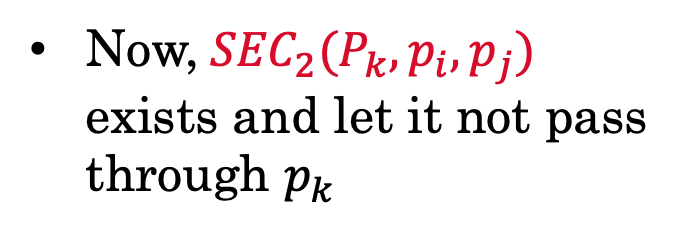 • Now, SEC₂(Pₖ, pᵢ, pⱼ)
exists and let it not pass
through pₖ